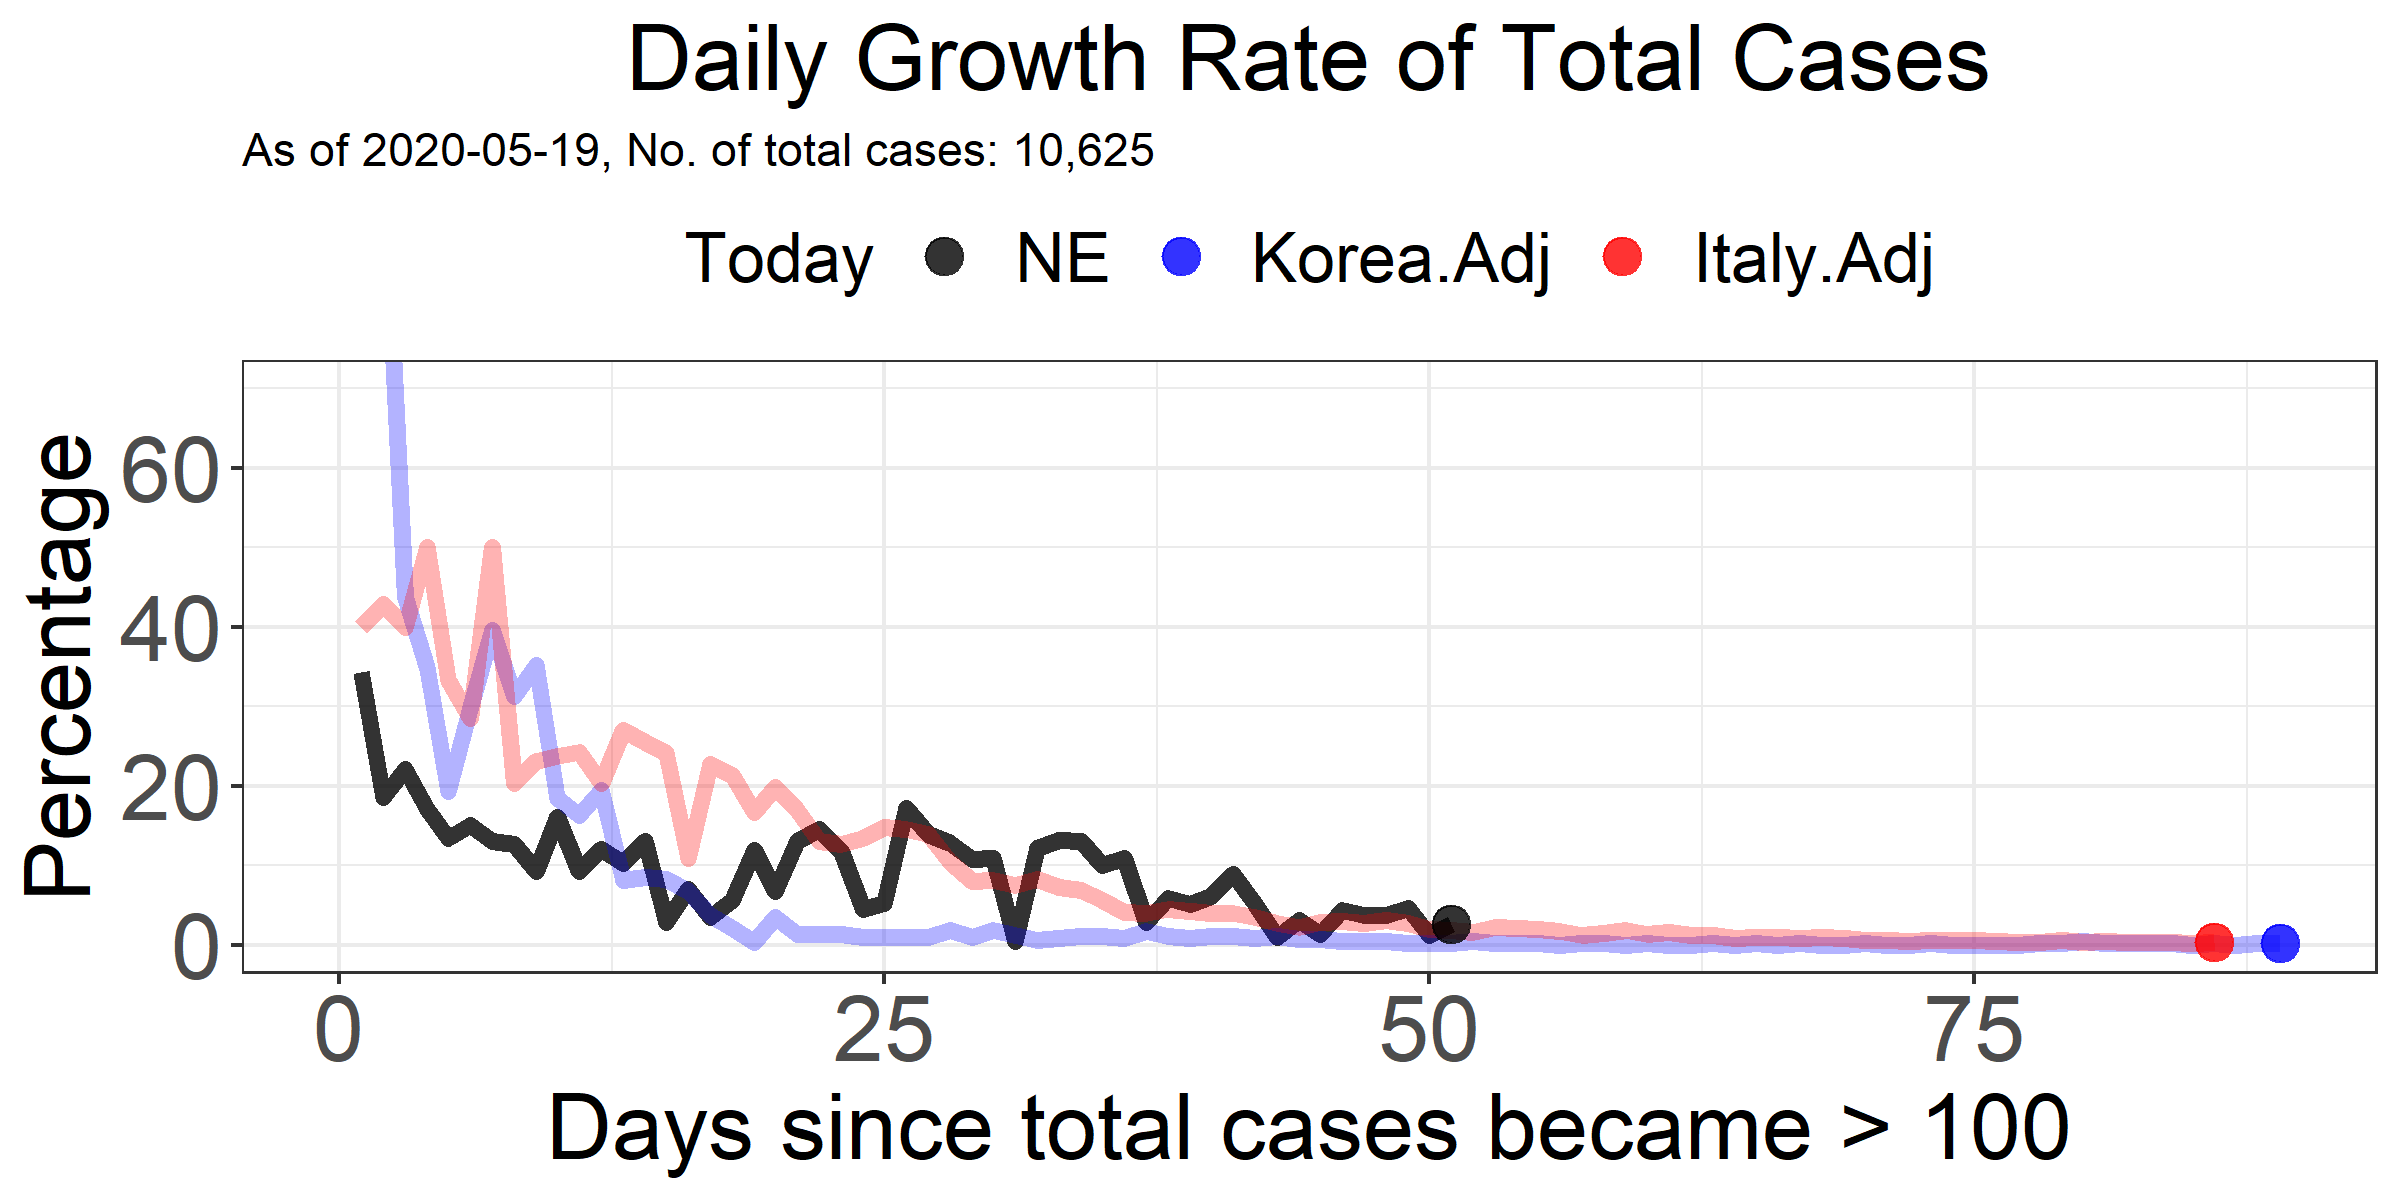 Daily Growth Rate of Total Cases
As of 2020-05-19, No. of total cases: 10,625
Today NE Korea.Adj Italy.Adj
Percentage
60
40
20
0
0 25 50 75
Days since total cases became > 100